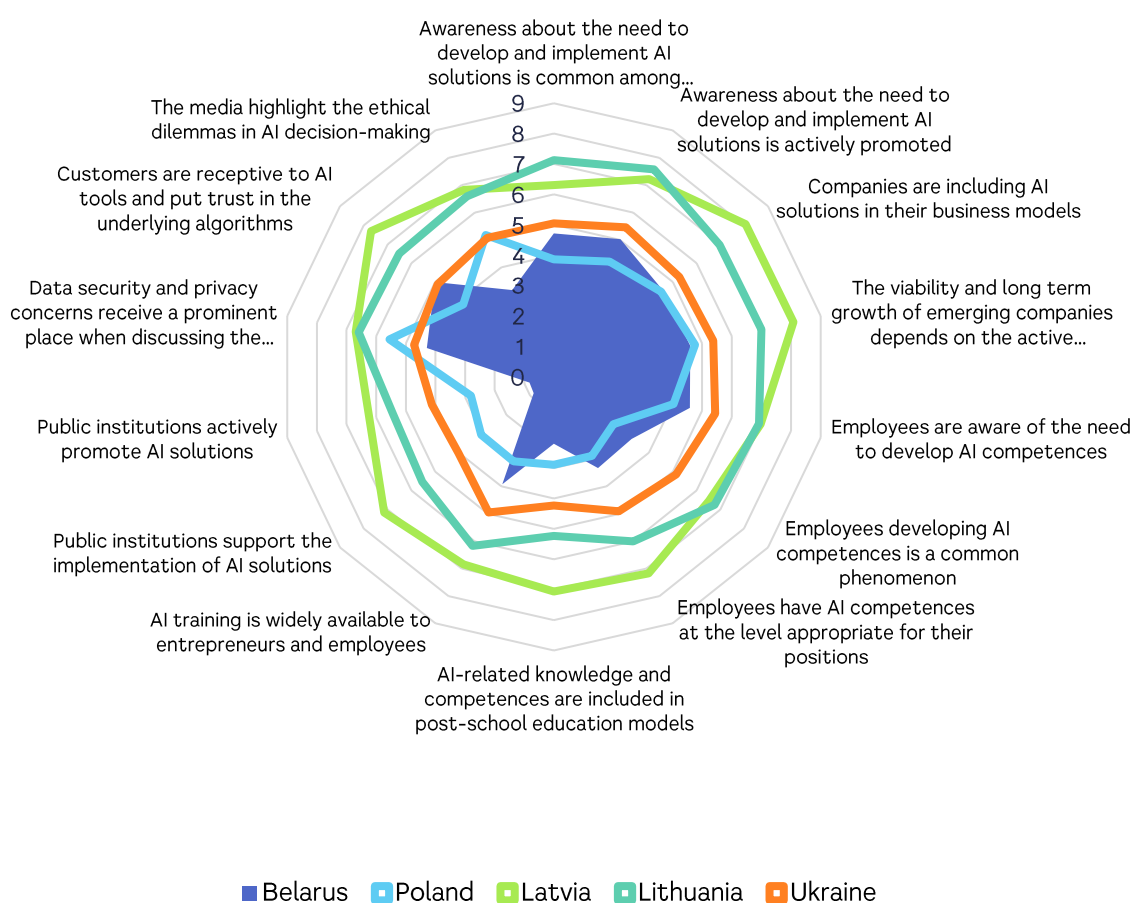 Awareness about the need to
develop and implement AI
solutions is common among...
Awareness about the need to
develop and implement AI
solutions is actively promoted
Companies are including AI
solutions in their business models
The viability and long term
growth of emerging companies
depends on the active...
Employees are aware of the need
to develop AI competences
Employees developing AI
competences is a common
phenomenon
Employees have AI competences
at the level appropriate for their
positions
AI-related knowledge and
competences are included in
post-school education models
AI training is widely available to
entrepreneurs and employees
Public institutions support the
implementation of AI solutions
Public institutions actively
promote AI solutions
Data security and privacy
concerns receive a prominent
place when discussing the...
Customers are receptive to AI
tools and put trust in the
underlying algorithms
The media highlight the ethical
dilemmas in AI decision-making
9
8
7
6
5
4
3
2
1
0
Belarus Poland Latvia Lithuania Ukraine